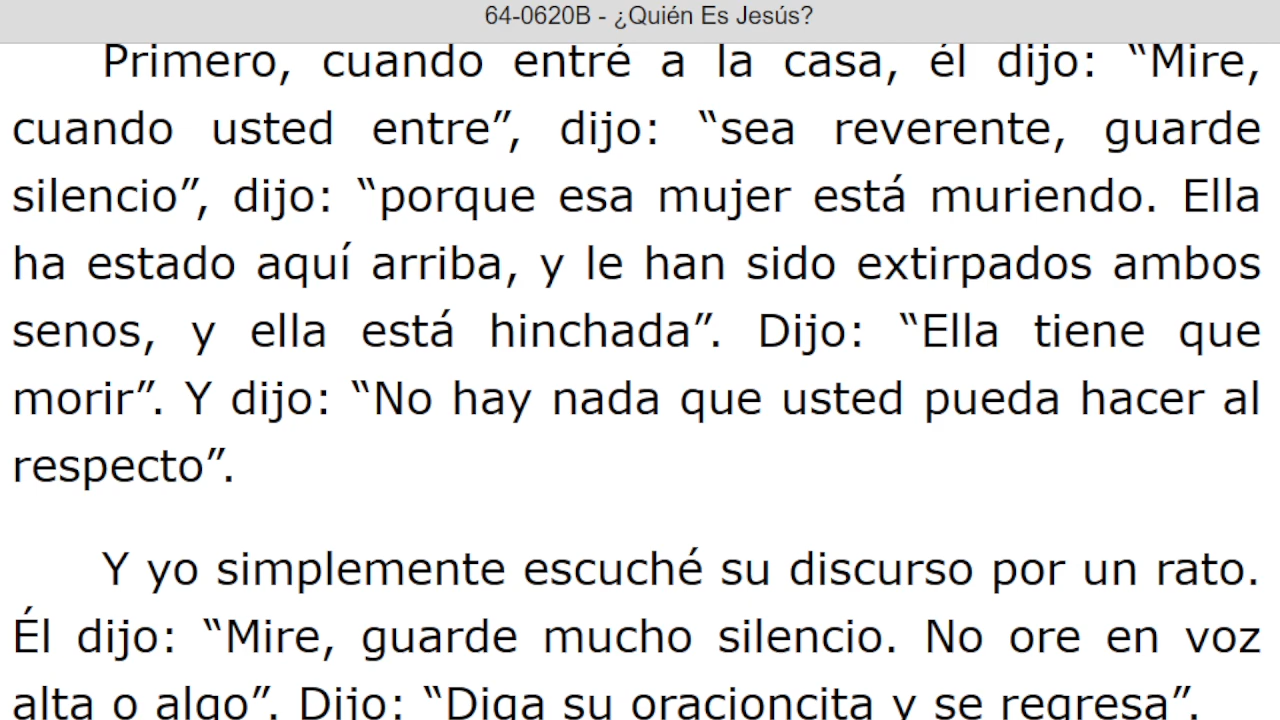 64-0620B - ¿Quién Es Jesús?
Primero, cuando entré a la casa, él dijo: “Mire,
cuando usted entre”, dijo: “sea reverente, guarde
silencio”, dijo: “porque esa mujer está muriendo. Ella
ha estado aquí arriba, y le han sido extirpados ambos
senos, y ella está hinchada”. Dijo: “Ella tiene que
morir”. Y dijo: “No hay nada que usted pueda hacer al
respecto”.
Y yo simplemente escuché su discurso por un rato.
Él dijo: “Mire, guarde mucho silencio. No ore en voz
alta o algo”. Dijo: “Diga su oracioncita y se regresa”.